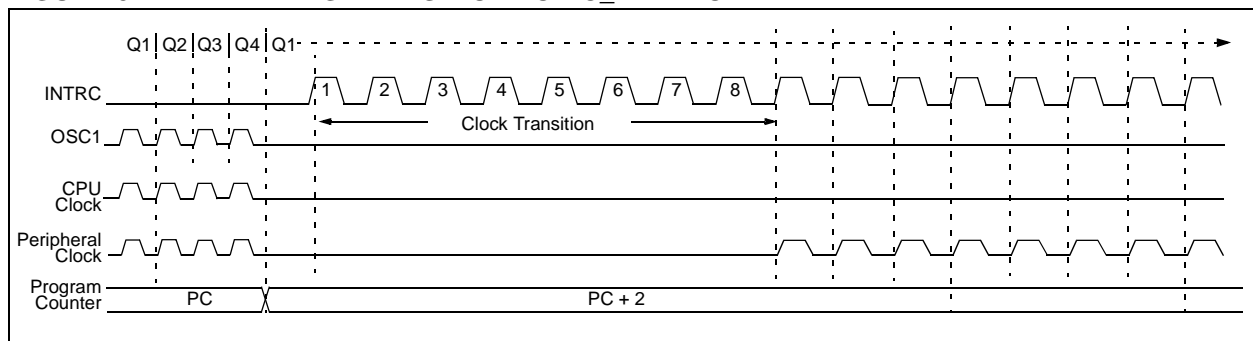 Q1 Q2 Q3 Q4 Q1
INTRC
1 2 3 4 5 6 7 8
Clock Transition
OSC1
CPU
Clock
Peripheral
Clock
Program
Counter
PC
PC + 2